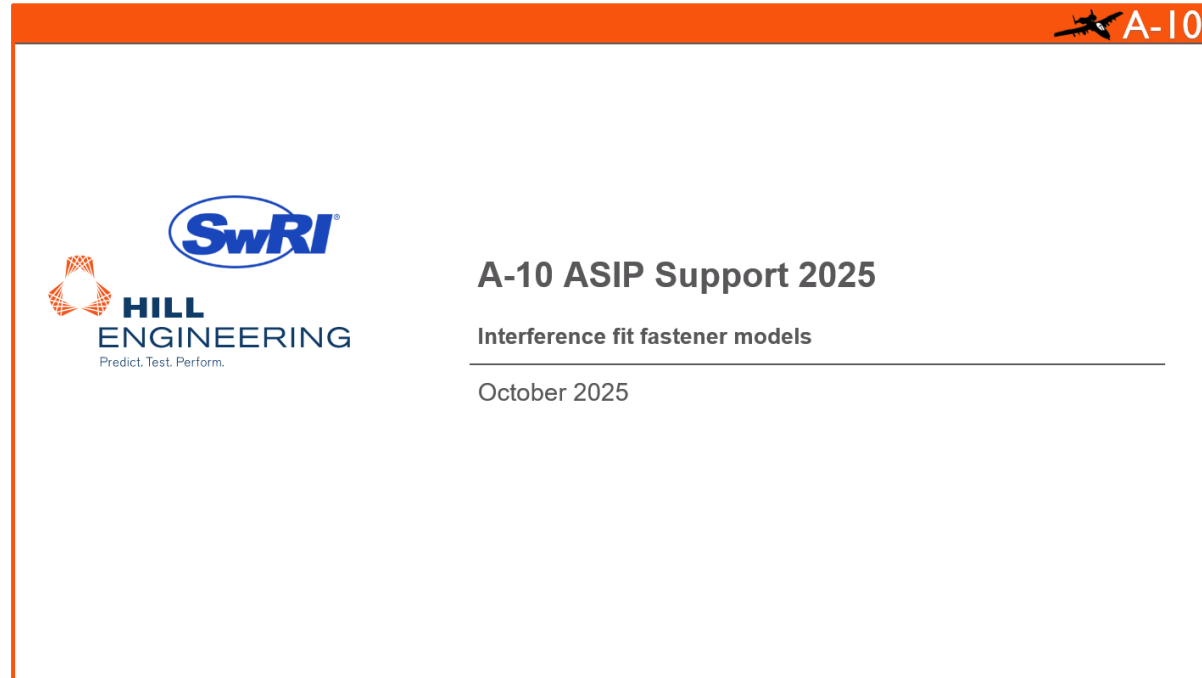 A-10
SwRI®
HILL
ENGINEERING
Predict. Test. Perform.
A-10 ASIP Support 2025
Interference fit fastener models
October 2025